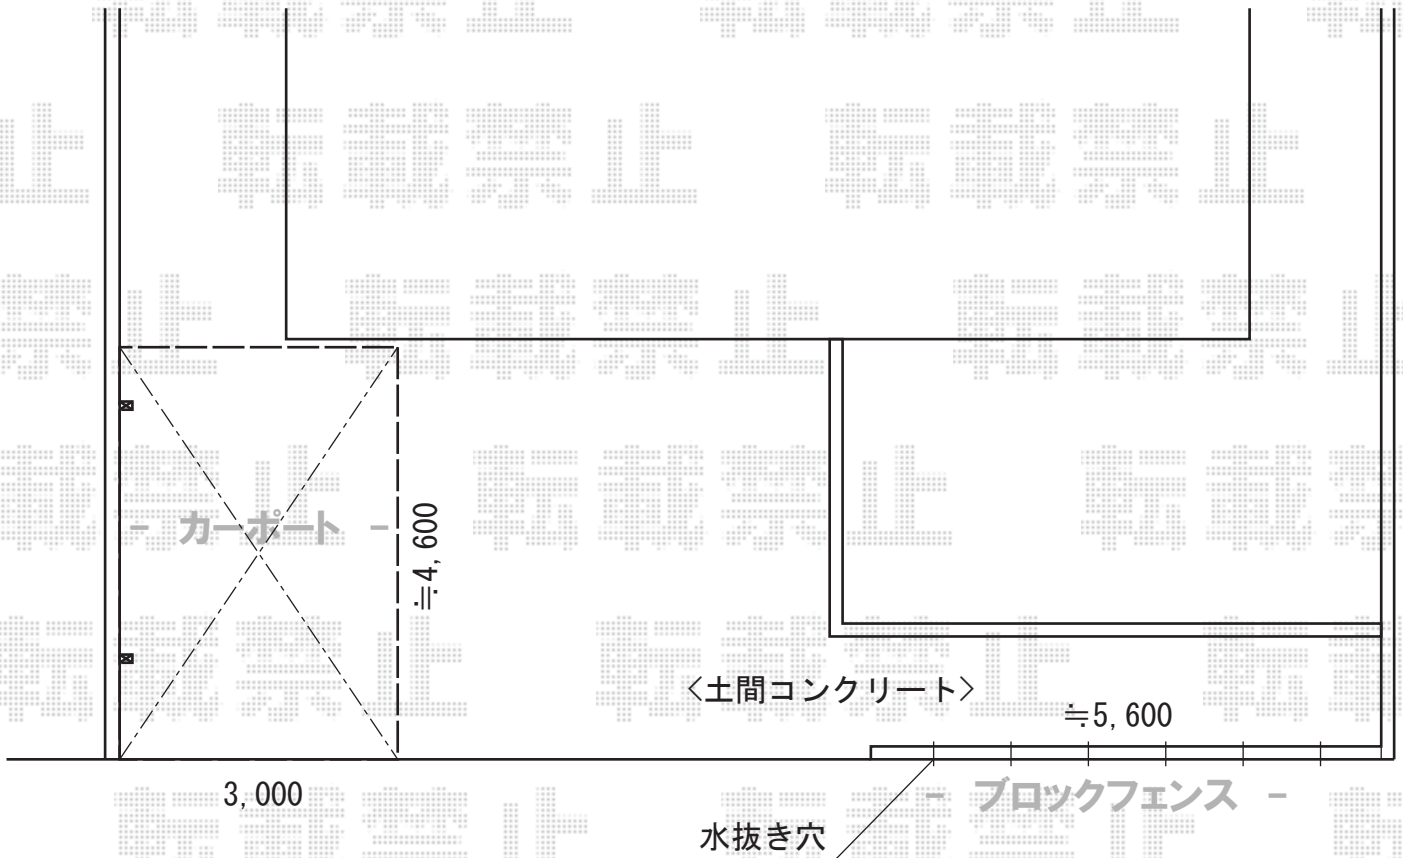 転載禁止
- カーポート -
≒4,600
<土間コンクリート>
≒5,600
3,000
- ブロックフェンス -
水抜き穴